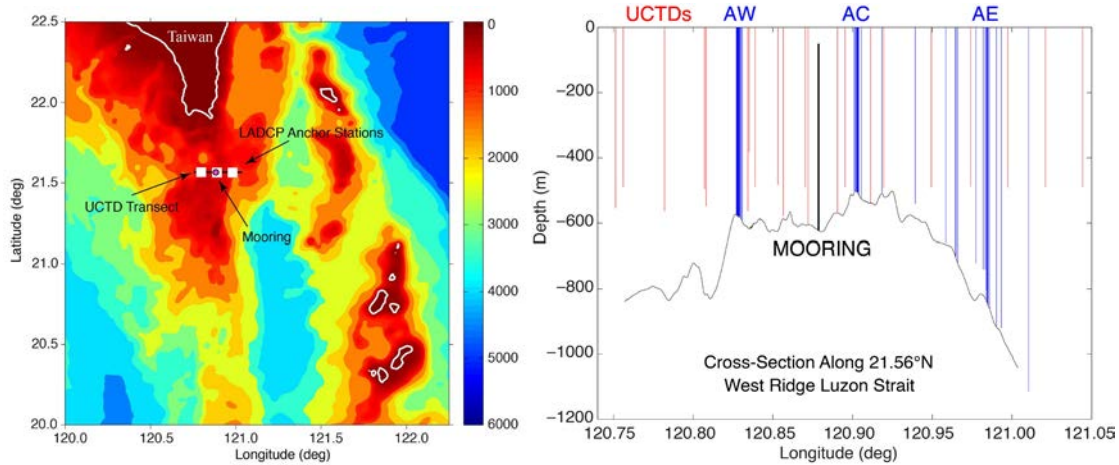 Taiwan
LADCP Anchor Stations
UCTD Transect
Mooring
22.5
22.0
21.5
21.0
20.5
20.0
Latitude (deg)
120.0
120.5
121.0
121.5
122.0
Longitude (deg)
0
1000
2000
3000
4000
5000
6000
UCTDs AW AC AE
0
−200
−400
−600
−800
−1000
−1200
Depth (m)
MOORING
Cross-Section Along 21.56°N
West Ridge Luzon Strait
120.75 120.80 120.85 120.90 120.95 121.00 121.05
Longitude (deg)